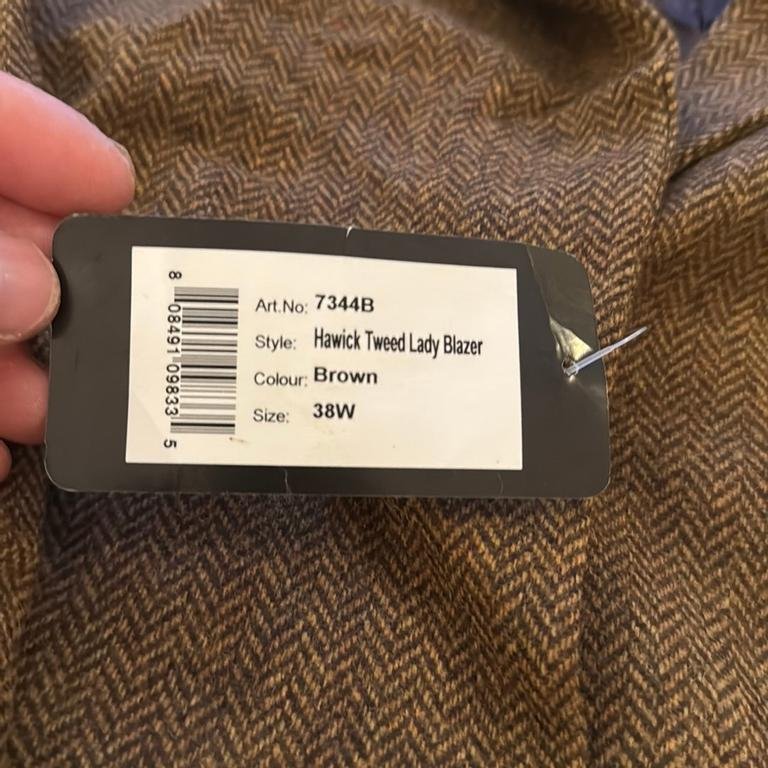 Art.No: 7344B
Style: Hawick Tweed Lady Blazer
Colour: Brown
Size: 38W
8 08491 09833 5